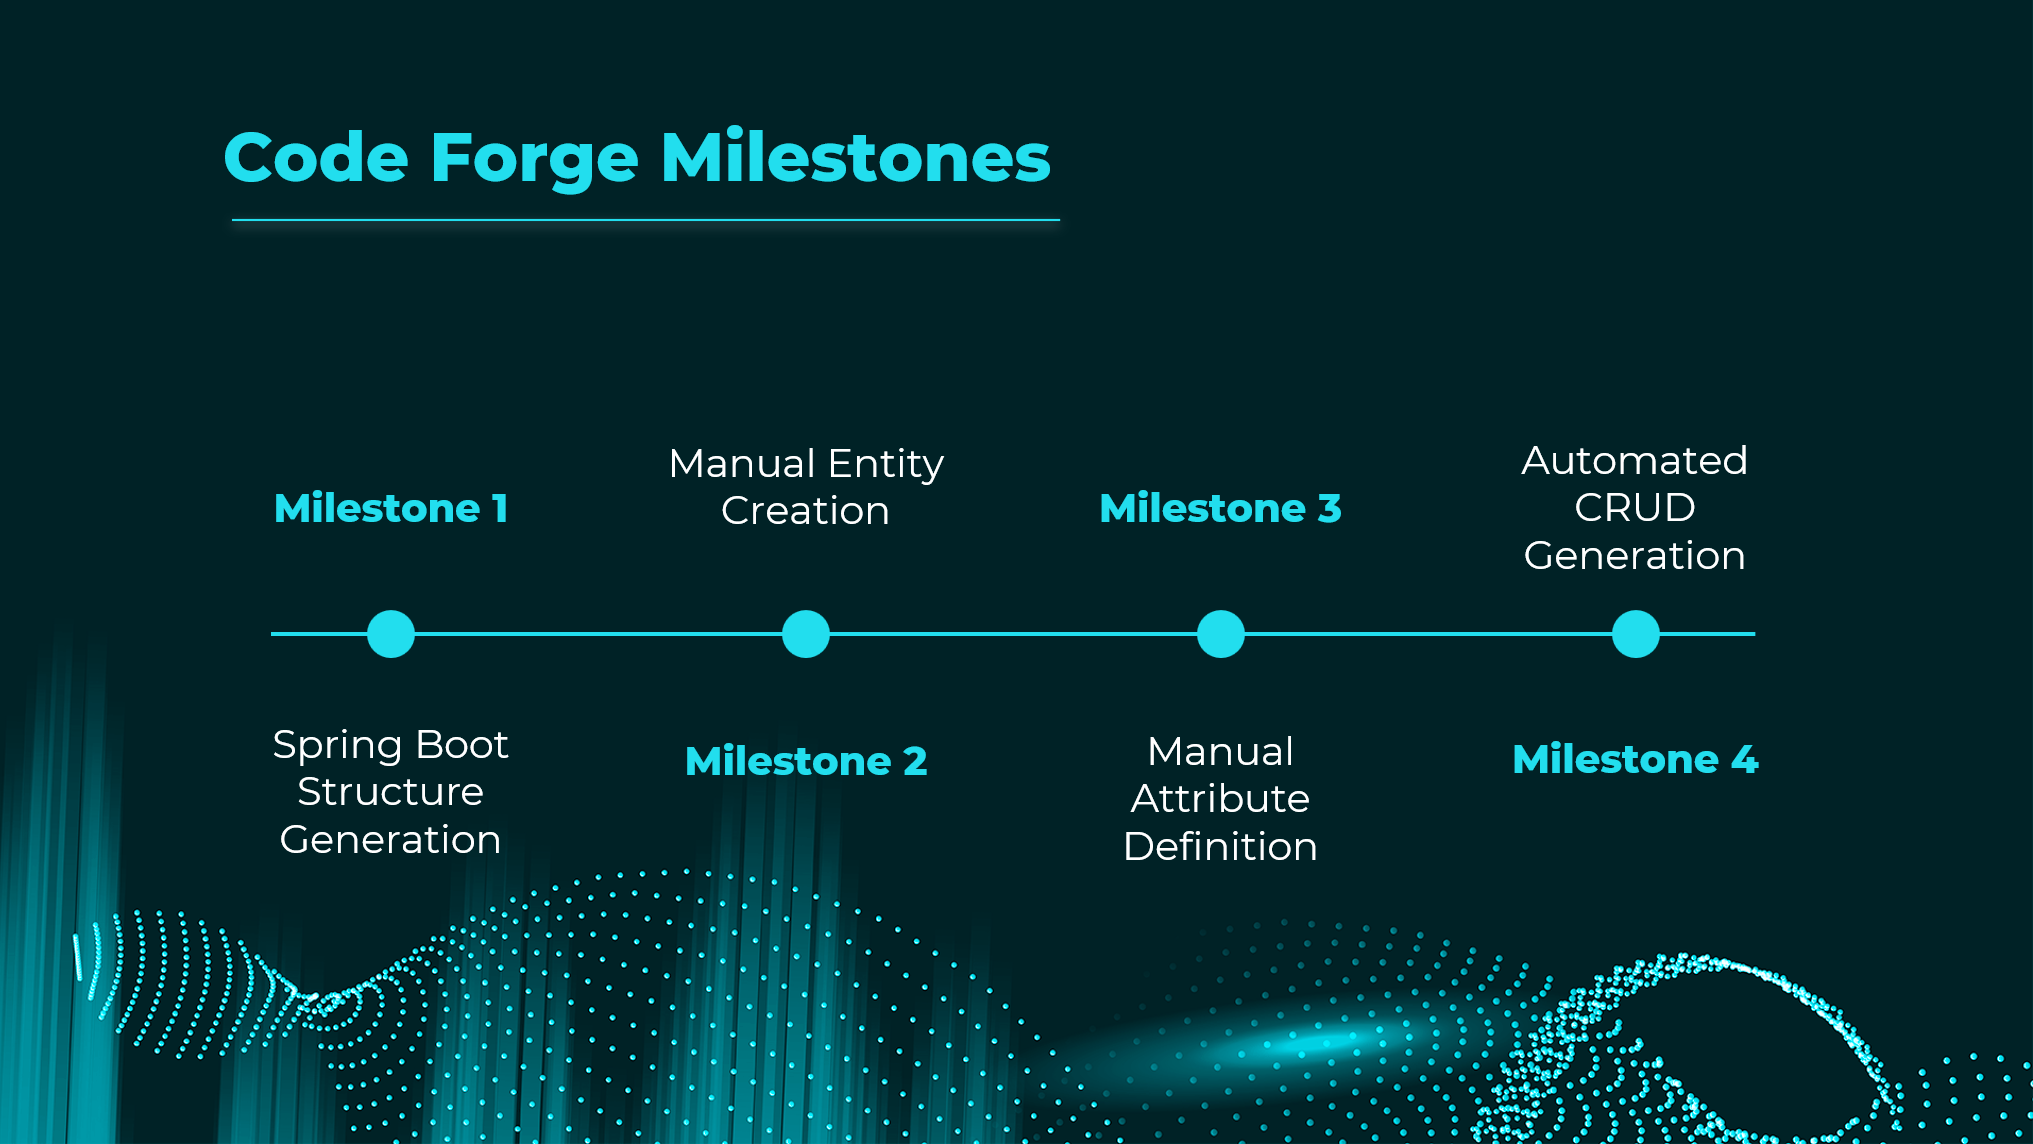 Code Forge Milestones
Milestone 1
Spring Boot
Structure
Generation
Manual Entity
Creation
Milestone 2
Milestone 3
Manual
Attribute
Definition
Automated
CRUD
Generation
Milestone 4